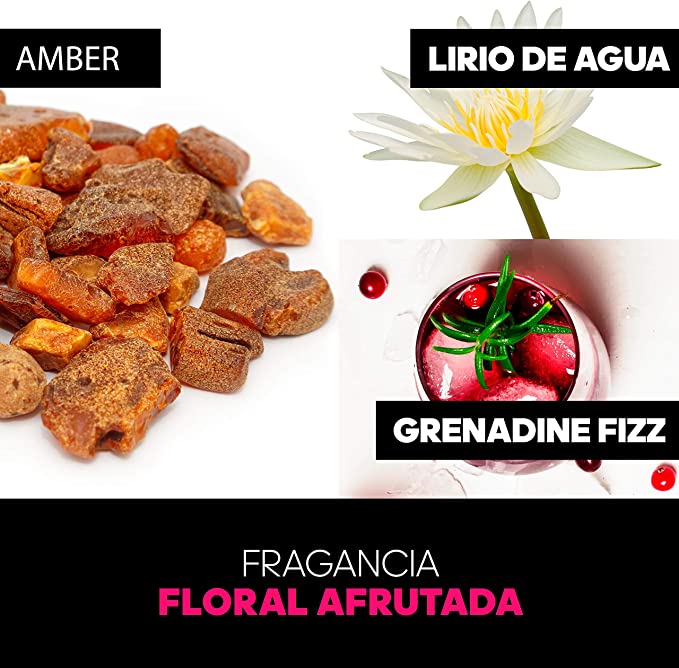 AMBER
LIRIO DE AGUA
GRENADINE FIZZ
FRAGANCIA
FLORAL AFRUTADA